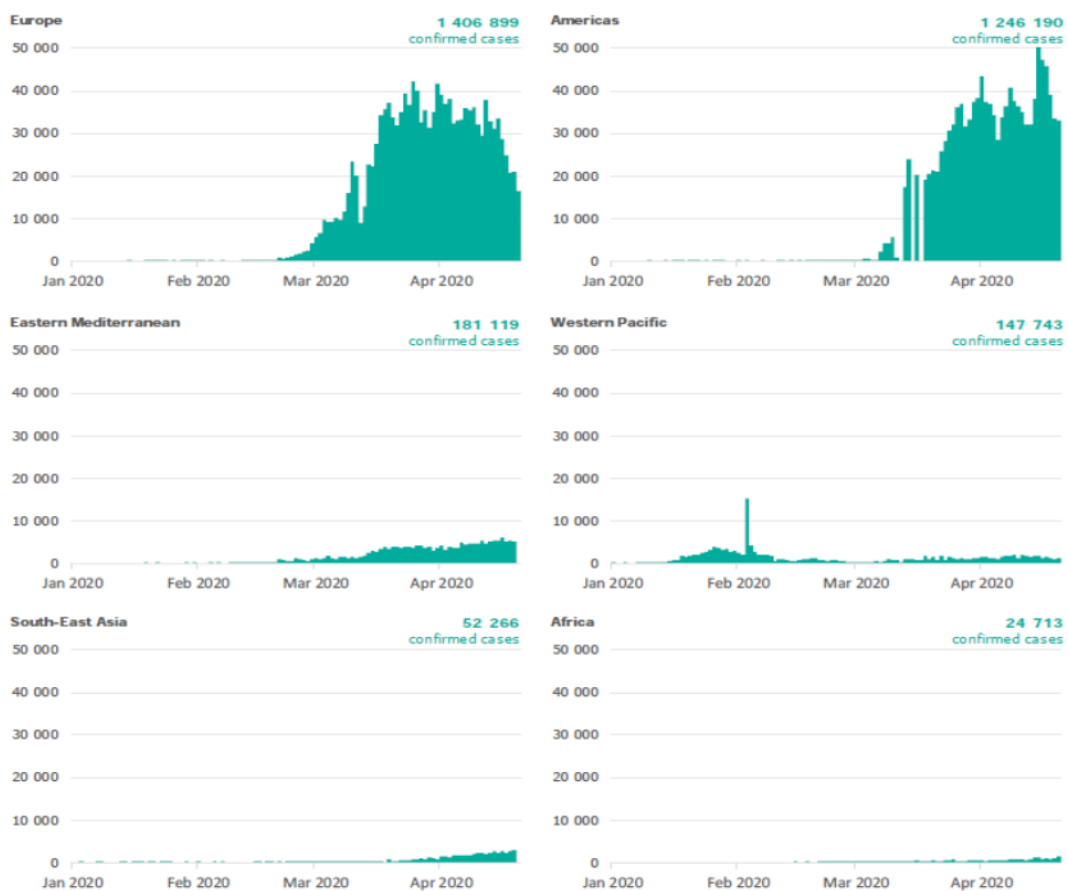 Europe
1 406 899
confirmed cases
50 000
40 000
30 000
20 000
10 000
0
Jan 2020 Feb 2020 Mar 2020 Apr 2020
Americas
1 246 190
confirmed cases
50 000
40 000
30 000
20 000
10 000
0
Jan 2020 Feb 2020 Mar 2020 Apr 2020
Eastern Mediterranean
181 119
confirmed cases
50 000
40 000
30 000
20 000
10 000
0
Jan 2020 Feb 2020 Mar 2020 Apr 2020
Western Pacific
147 743
confirmed cases
50 000
40 000
30 000
20 000
10 000
0
Jan 2020 Feb 2020 Mar 2020 Apr 2020
South-East Asia
52 266
confirmed cases
50 000
40 000
30 000
20 000
10 000
0
Jan 2020 Feb 2020 Mar 2020 Apr 2020
Africa
24 713
confirmed cases
50 000
40 000
30 000
20 000
10 000
0
Jan 2020 Feb 2020 Mar 2020 Apr 2020